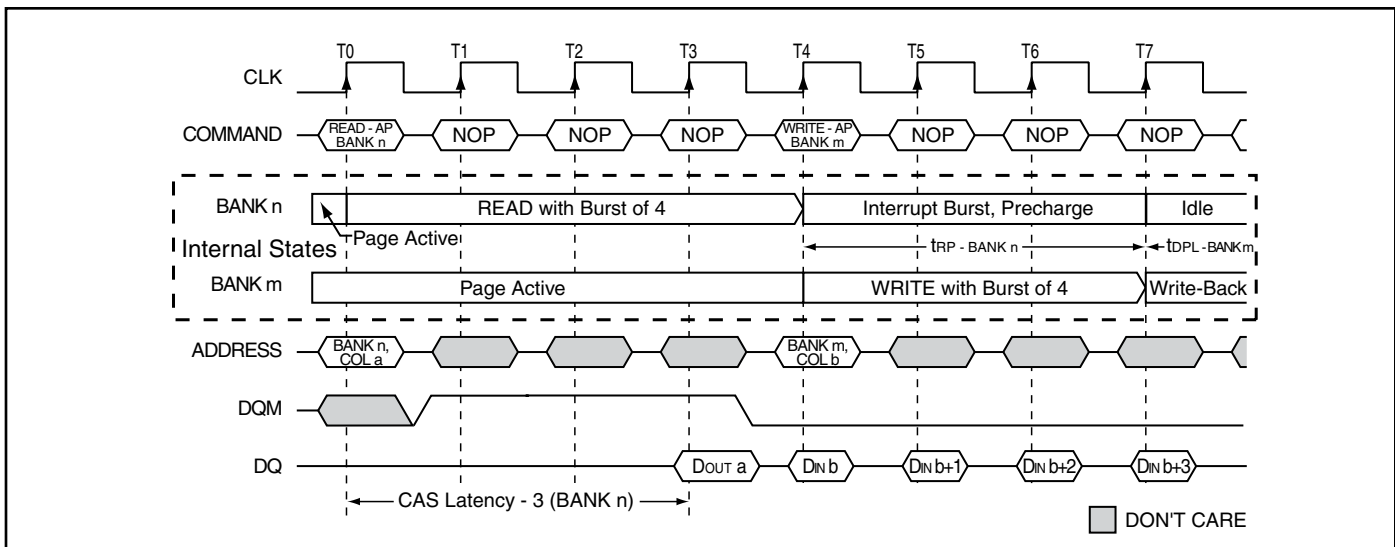 T0 T1 T2 T3 T4 T5 T6 T7
CLK
COMMAND READ - AP BANK n NOP NOP NOP WRITE - AP BANK m NOP NOP NOP
BANK n READ with Burst of 4 Interrupt Burst, Precharge Idle
Page Active
Internal States tRP - BANK n tDPL - BANK m
BANK m Page Active WRITE with Burst of 4 Write-Back
ADDRESS BANK n, COL a BANK m, COL b
DQM
DQ DOUT a DIN b DIN b+1 DIN b+2 DIN b+3
CAS Latency - 3 (BANK n)
DON'T CARE